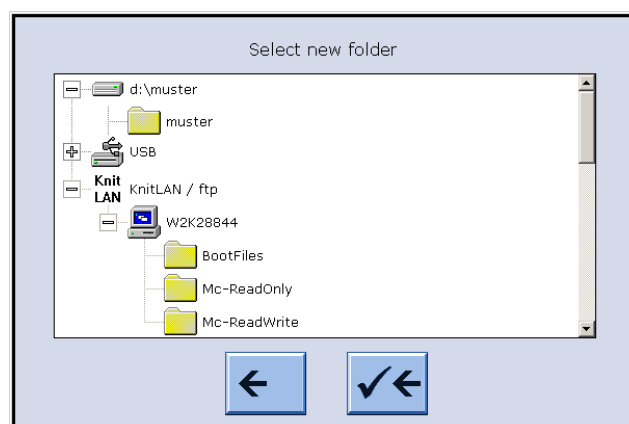 Select new folder
d:\muster
muster
USB
Knit
LAN
KnitLAN / ftp
W2K28844
BootFiles
Mc-ReadOnly
Mc-ReadWrite